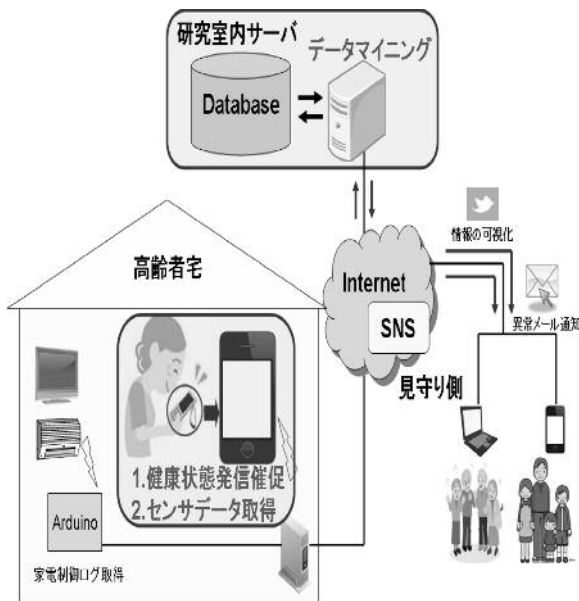 研究室内サーバ
データマイニング
Database
情報の可視化
高齢者宅
Internet
SNS
異常メール通知
見守り側
1.健康状態発信催促
2.センサデータ取得
Arduino
家電制御ログ取得